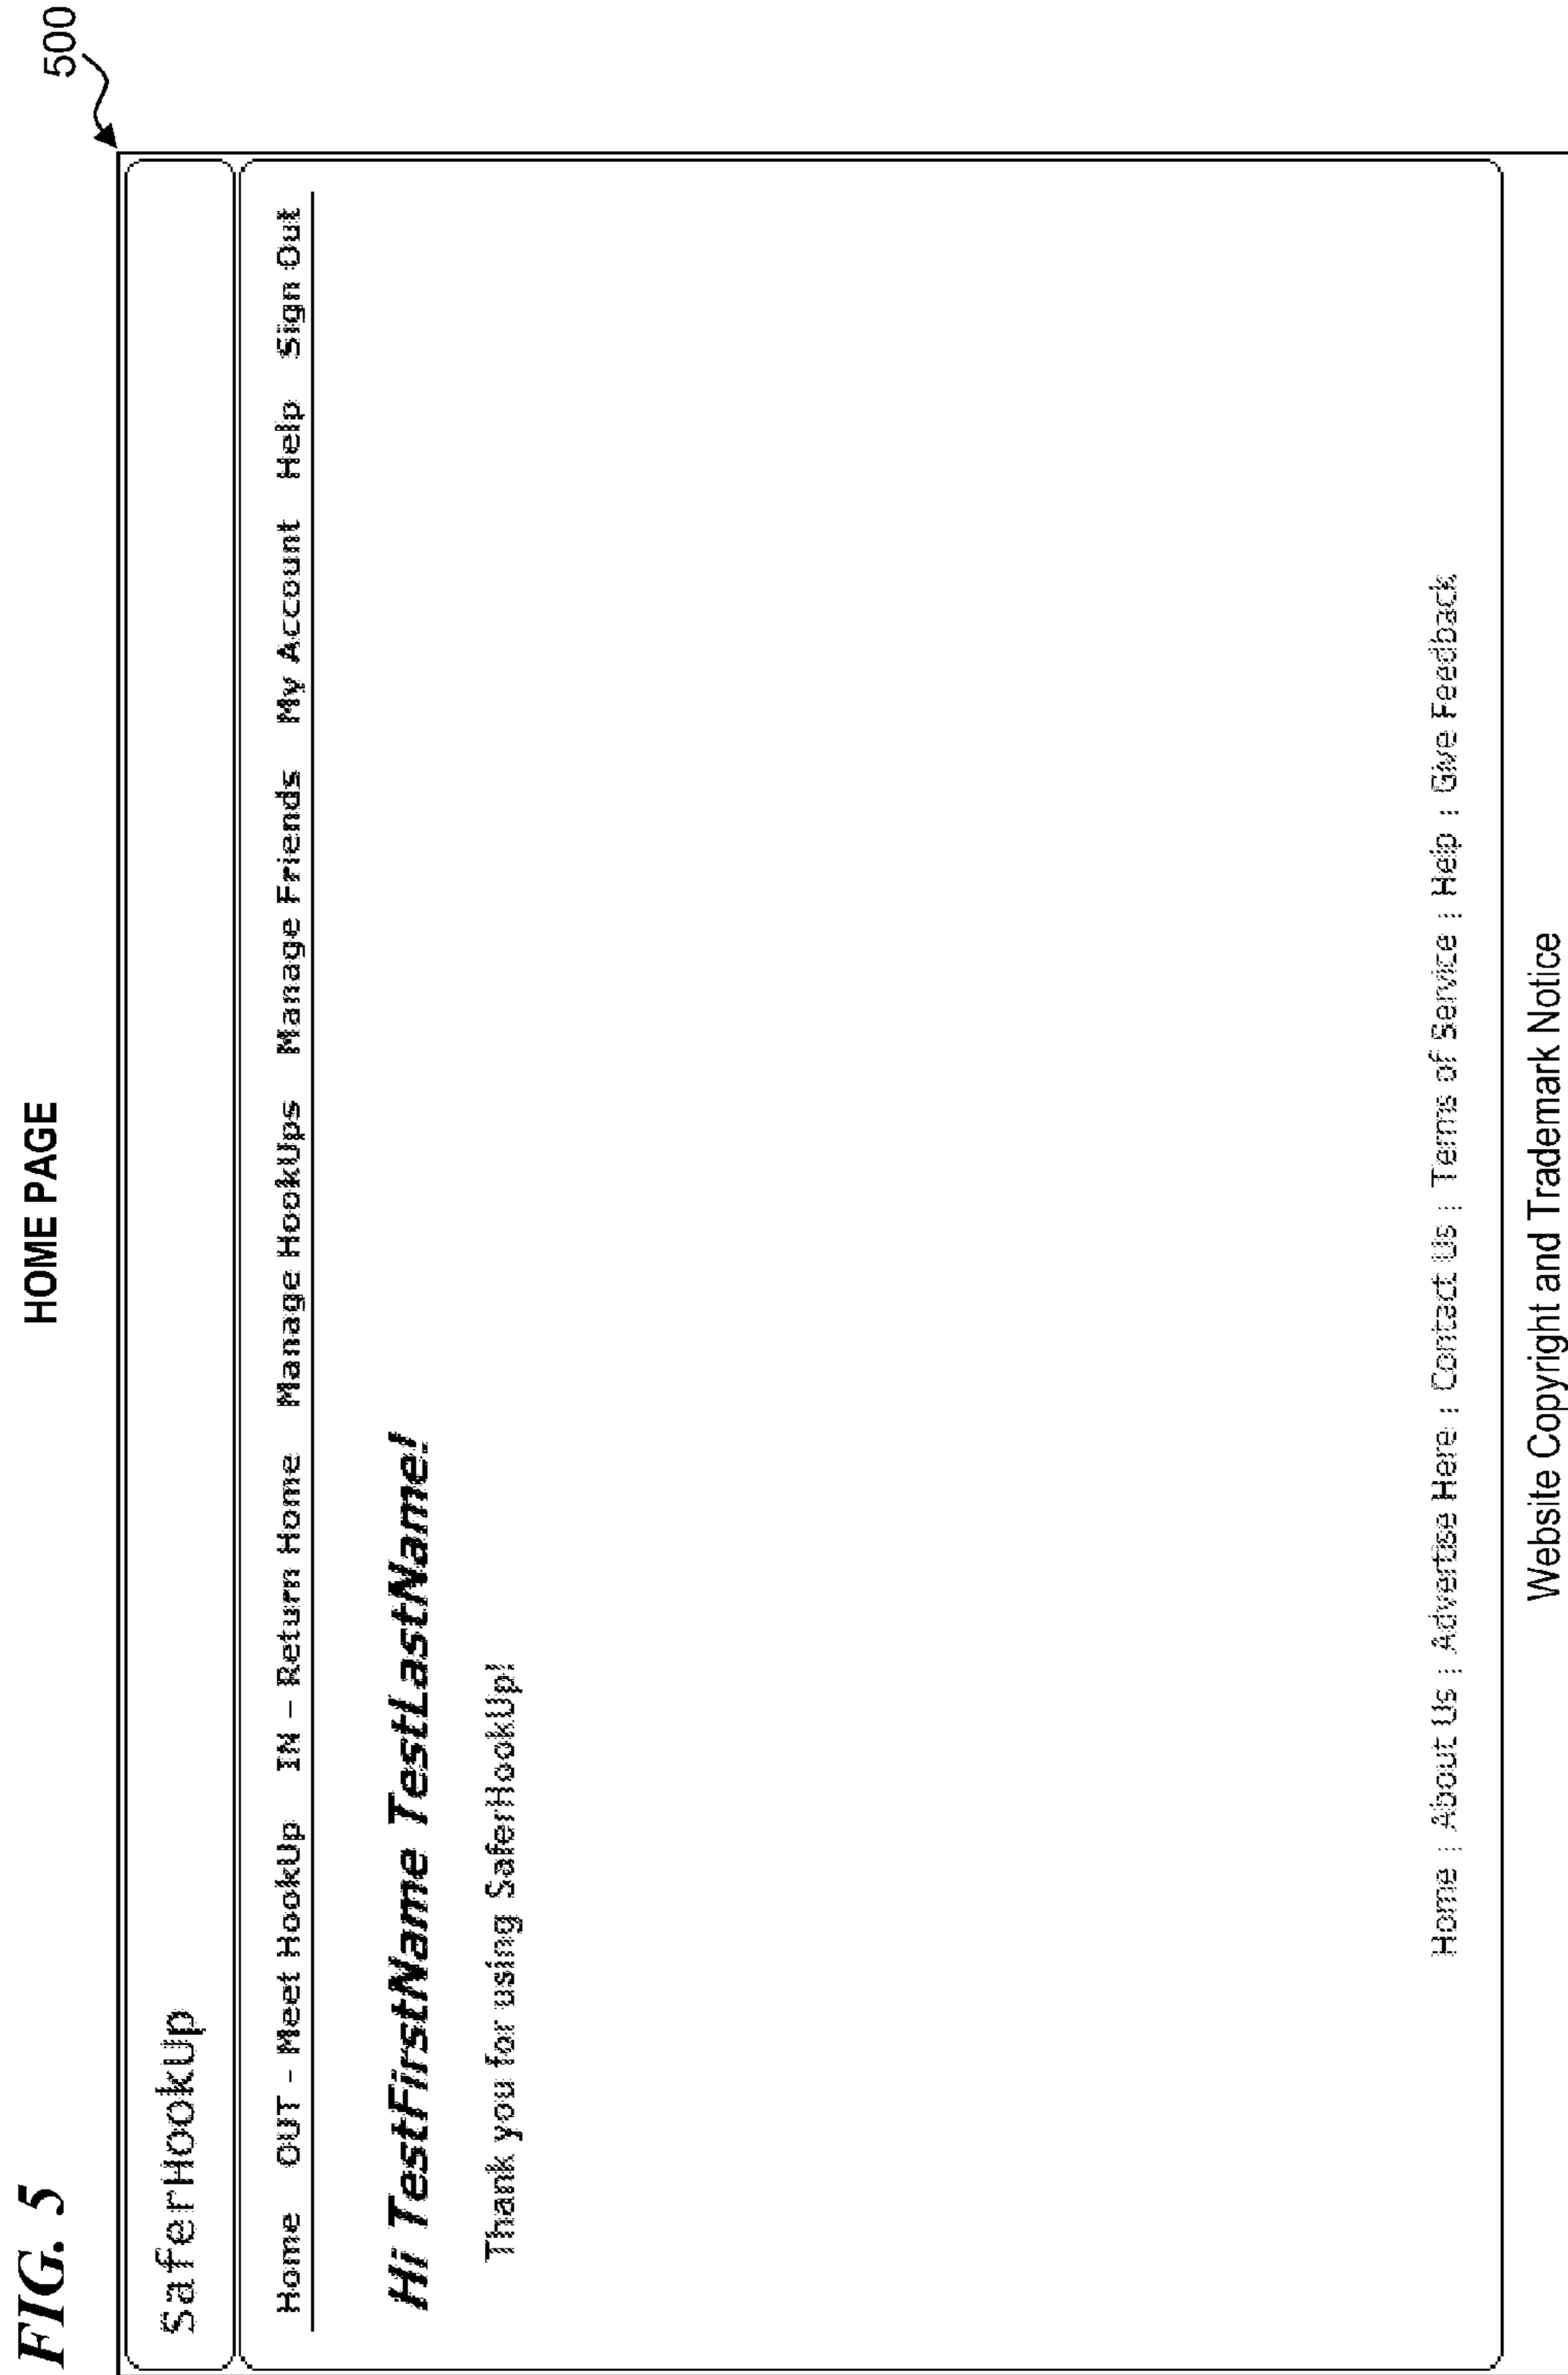 FIG. 5
HOME PAGE
500
SaferHookUp
Home OUT - Meet HookUp IN - Return Home Manage HookUps Manage Friends My Account Help Sign Out
Hi TestFirstName TestLastName!
Thank you for using SaferHookUp!
Home : About Us : Advertise Here : Contact Us : Terms of Service : Help : Give Feedback
Website Copyright and Trademark Notice